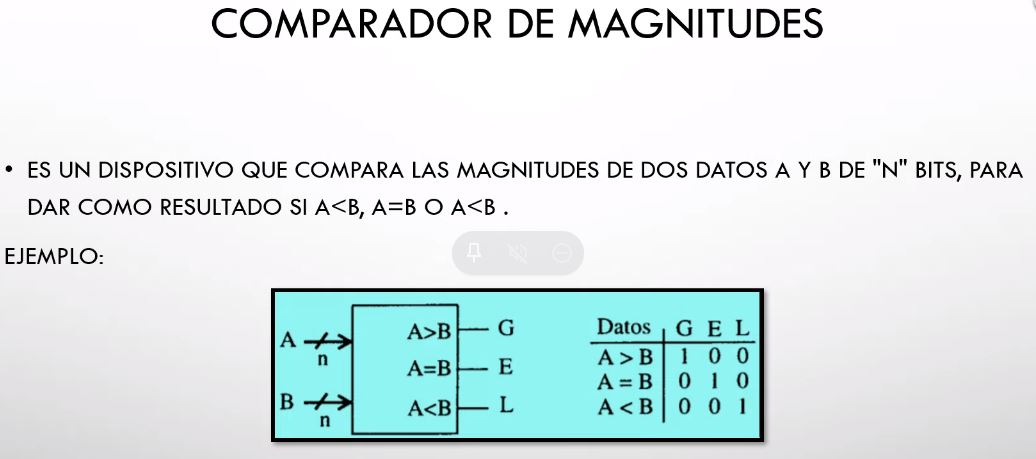 COMPARADOR DE MAGNITUDES
• ES UN DISPOSITIVO QUE COMPARA LAS MAGNITUDES DE DOS DATOS A Y B DE "N" BITS, PARA
DAR COMO RESULTADO SI A<B, A=B O A<B .
EJEMPLO:
A n
B n
A>B G
A=B E
A<B L
Datos G E L
A > B 1 0 0
A = B 0 1 0
A < B 0 0 1